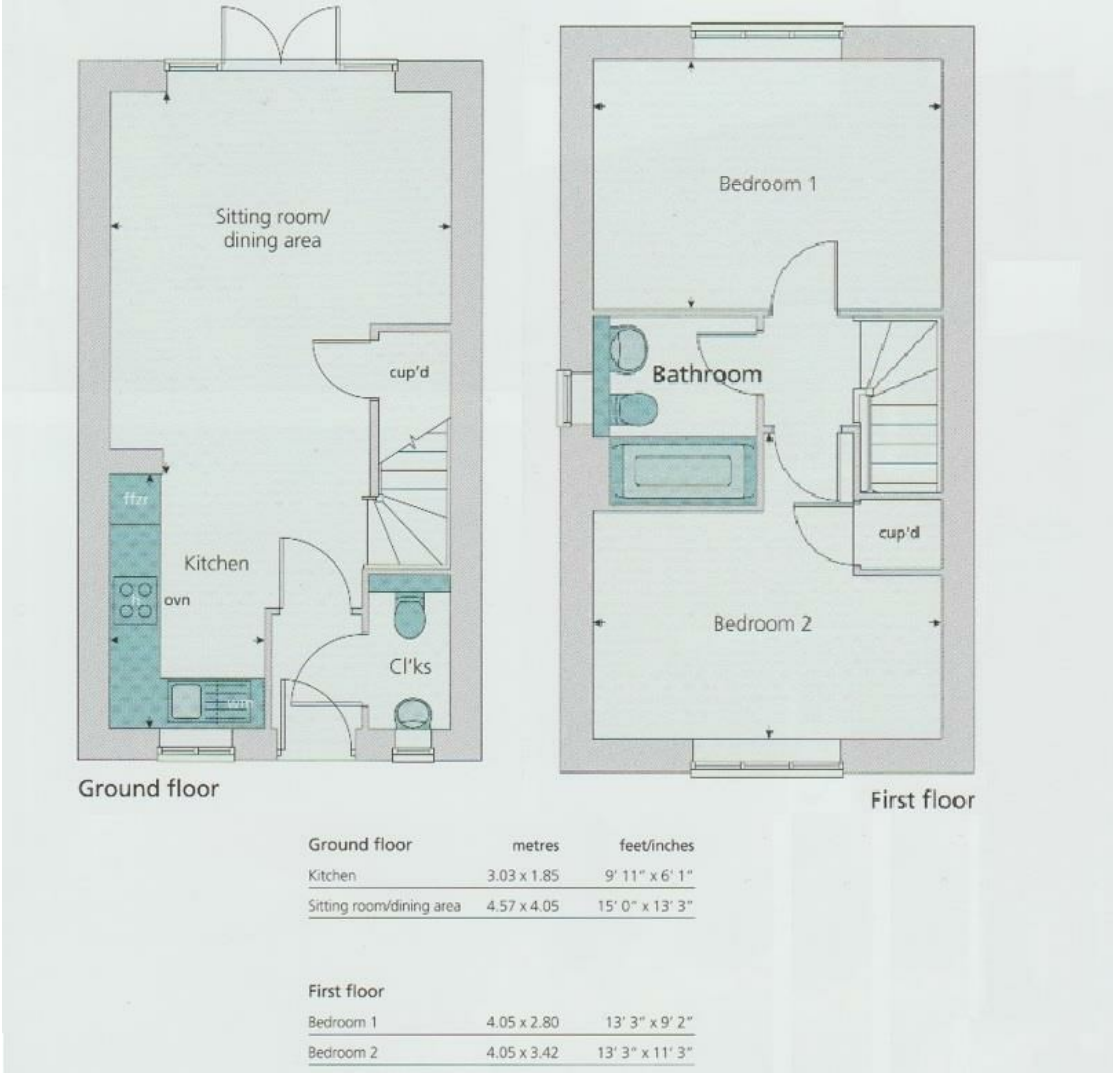 Sitting room/
dining area
cup'd
ffzr
Kitchen
ovn
Cl'ks
wm
Ground floor
Bedroom 1
Bathroom
cup'd
Bedroom 2
First floor
Ground floor metres feet/inches
Kitchen 3.03 x 1.85 9' 11" x 6' 1"
Sitting room/dining area 4.57 x 4.05 15' 0" x 13' 3"
First floor
Bedroom 1 4.05 x 2.80 13' 3" x 9' 2"
Bedroom 2 4.05 x 3.42 13' 3" x 11' 3"